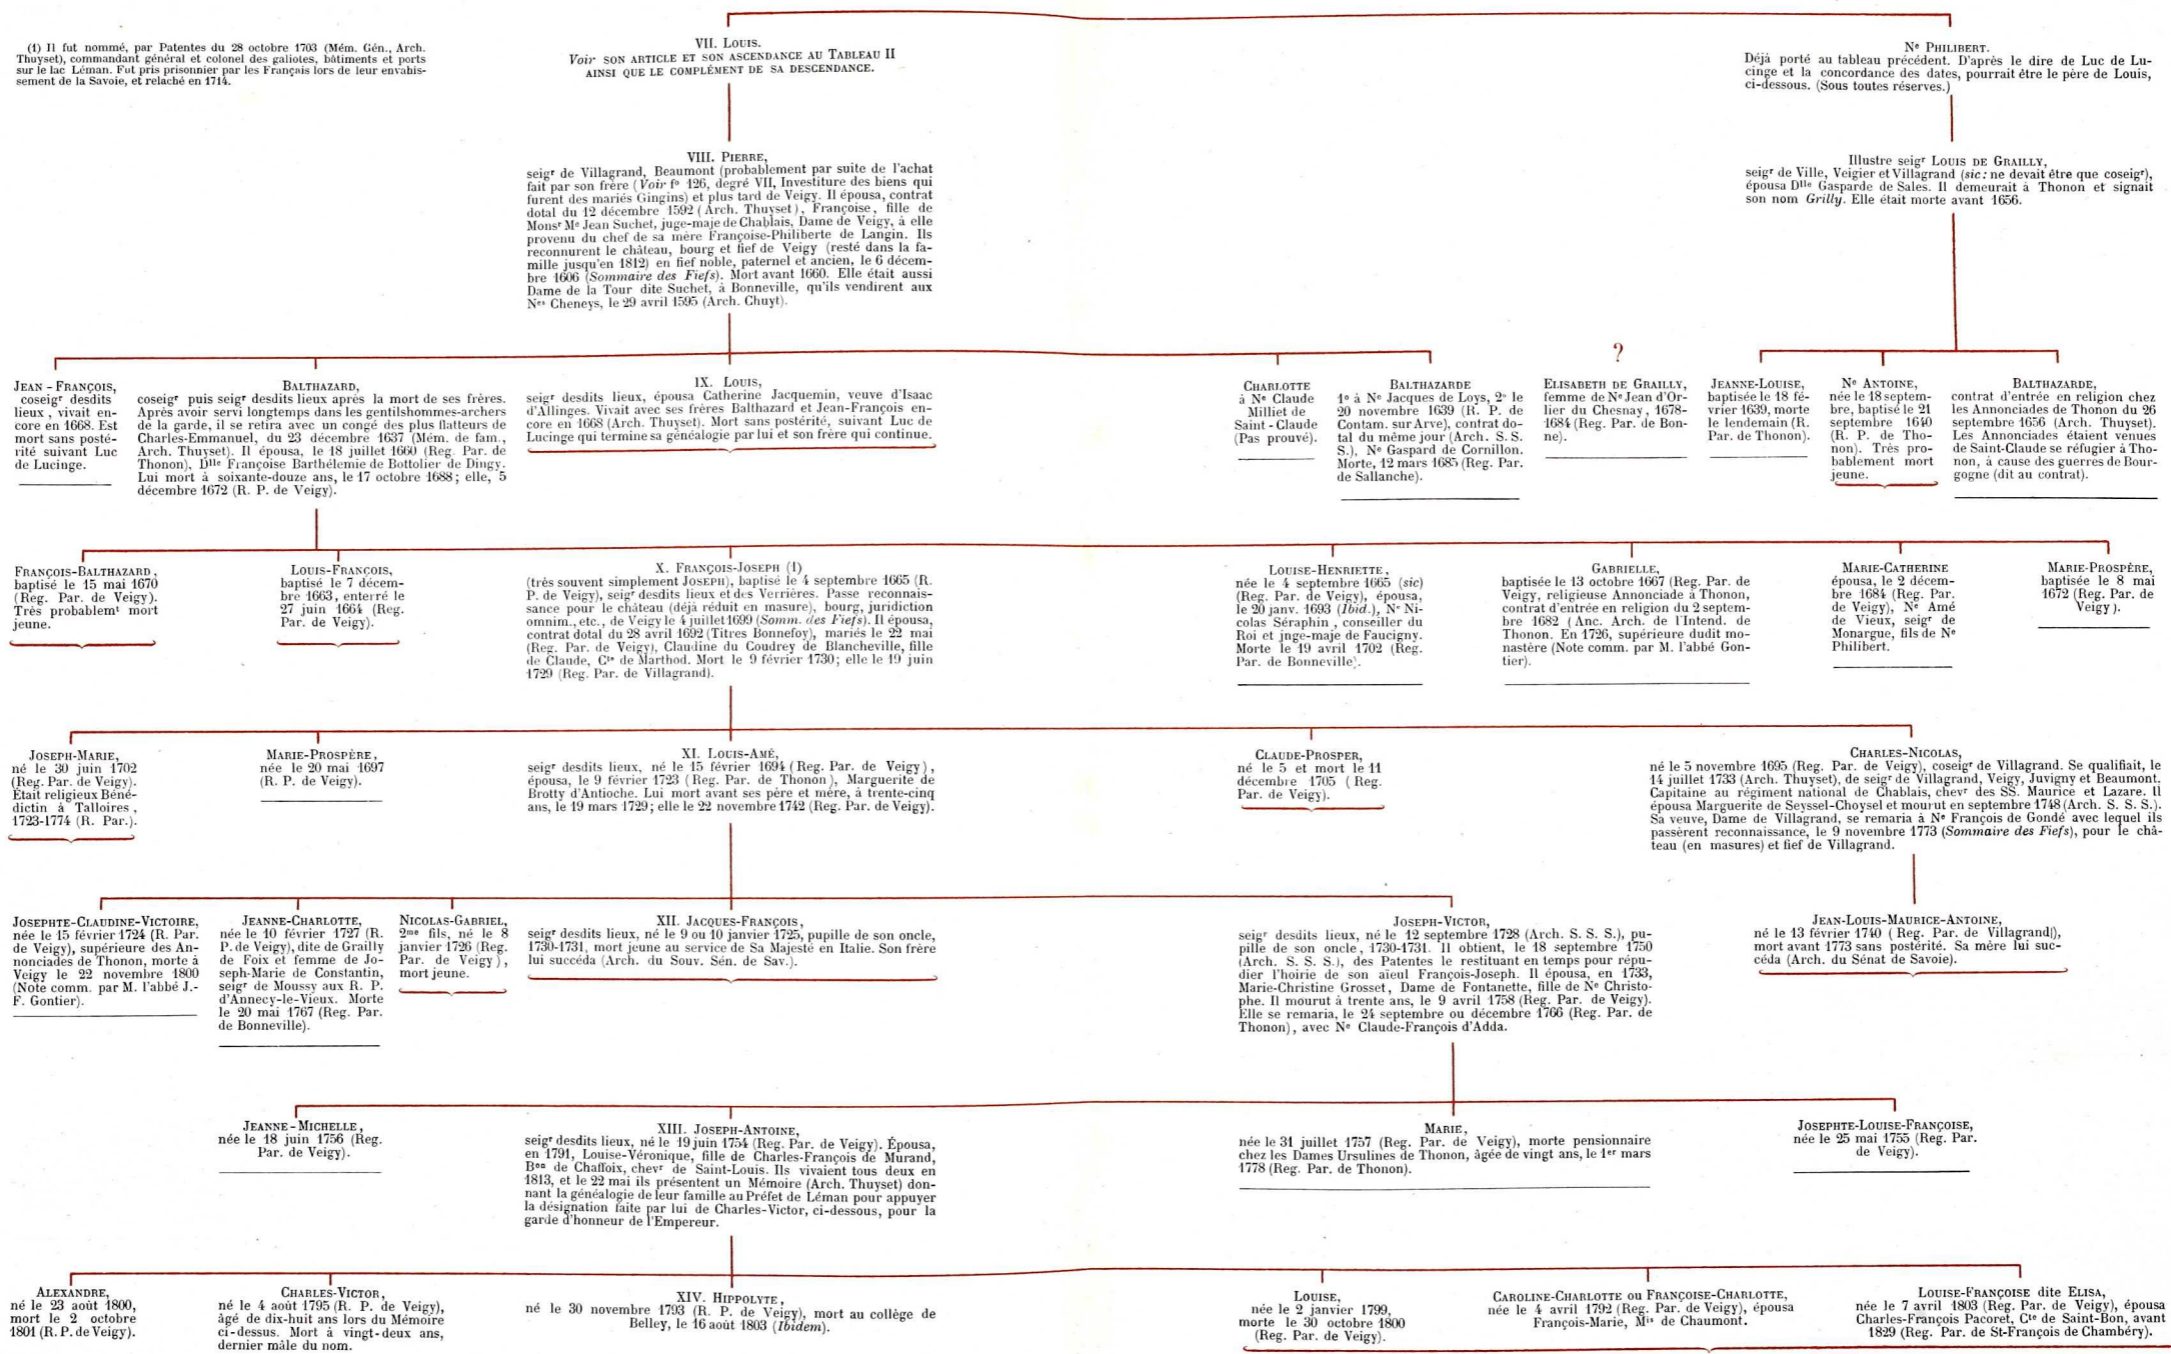 (1) Il fut nommé, par Patentes du 28 octobre 1703 (Mém. Gén., Arch.
Thuyset), commandant général et colonel des galiotes, bâtiments et ports
sur le lac Léman. Fut pris prisonnier par les Français lors de leur envahis-
sement de la Savoie, et relaché en 1714.
VII. Louis.
Voir son article et son ascendance au Tableau II
ainsi que le complément de sa descendance.
Nᵉ Philibert.
Déjà porté au tableau précédent. D'après le dire de Luc de Lu-
cinge et la concordance des dates, pourrait être le père de Louis,
ci-dessous. (Sous toutes réserves.)
VIII. Pierre,
seigʳ de Villagrand, Beaumont (probablement par suite de l'achat
fait par son frère (Voir fº 126, degré VII, Investiture des biens qui
furent des mariés Gingins) et plus tard de Veigy. Il épousa, contrat
dotal du 12 décembre 1592 (Arch. Thuyset), Françoise, fille de
Monsʳ Mᵉ Jean Suchet, juge-maje de Chablais, Dame de Veigy, à elle
provenu du chef de sa mère Françoise-Philiberte de Langin. Ils
reconnurent le château, bourg et fief de Veigy (resté dans la fa-
mille jusqu'en 1812) en fief noble, paternel et ancien, le 6 décem-
bre 1606 (Sommaire des Fiefs). Mort avant 1660. Elle était aussi
Dame de la Tour dite Suchet, à Bonneville, qu'ils vendirent aux
Nᵉˢ Cheneys, le 29 avril 1595 (Arch. Chuyt).
Illustre seigʳ Louis de Grailly,
seigʳ de Ville, Veigier et Villagrand (sic : ne devait être que coseigʳ),
épousa Dˡˡᵉ Gasparde de Sales. Il demeurait à Thonon et signait
son nom Grilly. Elle était morte avant 1656.
Jean-François,
coseigʳ desdits
lieux, vivait en-
core en 1668. Est
mort sans posté-
rité suivant Luc
de Lucinge.
Balthazard,
coseigʳ puis seigʳ desdits lieux après la mort de ses frères.
Après avoir servi longtemps dans les gentilshommes-archers
de la garde, il se retira avec un congé des plus flatteurs de
Charles-Emmanuel, du 23 décembre 1637 (Mém. de fam.,
Arch. Thuyset). Il épousa, le 18 juillet 1660 (Reg. Par. de
Thonon), Dˡˡᵉ Françoise Barthélemie de Bottolier de Dingy.
Lui mort à soixante-douze ans, le 17 octobre 1688; elle, 5
décembre 1672 (R. P. de Veigy).
IX. Louis,
seigʳ desdits lieux, épousa Catherine Jacquemin, veuve d'Isaac
d'Allinges. Vivait avec ses frères Balthazard et Jean-François en-
core en 1668 (Arch. Thuyset). Mort sans postérité, suivant Luc de
Lucinge qui termine sa généalogie par lui et son frère qui continue.
Charlotte
à Nᵉ Claude
Milliet de
Saint-Claude
(Pas prouvé).
Balthazarde
1º à Nᵉ Jacques de Loys, 2º le
20 novembre 1639 (R. P. de
Contam. sur Arve), contrat do-
tal du même jour (Arch. S. S.
S.), Nᵉ Gaspard de Cornillon.
Morte, 12 mars 1685 (Reg. Par.
de Sallanche).
?
Elisabeth de Grailly,
femme de Nᵉ Jean d'Or-
lier du Chesnay, 1678-
1684 (Reg. Par. de Bon-
ne).
Jeanne-Louise,
baptisée le 18 fé-
vrier 1639, morte
le lendemain (R.
Par. de Thonon).
Nᵉ Antoine,
née le 18 septem-
bre, baptisé le 21
septembre 1640
(R. P. de Tho-
non). Très pro-
bablement mort
jeune.
Balthazarde,
contrat d'entrée en religion chez
les Annonciades de Thonon du 26
septembre 1656 (Arch. Thuyset).
Les Annonciades étaient venues
de Saint-Claude se réfugier à Tho-
non, à cause des guerres de Bour-
gogne (dit au contrat).
François-Balthazard,
baptisé le 15 mai 1670
(Reg. Par. de Veigy).
Très probablemᵗ mort
jeune.
Louis-François,
baptisé le 7 décem-
bre 1663, enterré le
27 juin 1664 (Reg.
Par. de Veigy).
X. François-Joseph (1)
(très souvent simplement Joseph), baptisé le 4 septembre 1665 (R.
P. de Veigy), seigʳ desdits lieux et des Verrières. Passe reconnais-
sance pour le château (déjà réduit en masure), bourg, juridiction
omnim., etc., de Veigy le 4 juillet 1699 (Somm. des Fiefs). Il épousa,
contrat dotal du 28 avril 1692 (Titres Bonnefoy), mariés le 22 mai
(Reg. Par. de Veigy), Claudine du Coudrey de Blancheville, fille
de Claude, Cᵗᵉ de Marthod. Mort le 9 février 1730; elle le 19 juin
1729 (Reg. Par. de Villagrand).
Louise-Henriette,
née le 4 septembre 1665 (sic)
(Reg. Par. de Veigy), épousa,
le 20 janv. 1693 (Ibid.), Nᵉ Ni-
colas Séraphin, conseiller du
Roi et jnge-maje de Faucigny.
Morte le 19 avril 1702 (Reg.
Par. de Bonneville).
Gabrielle,
baptisée le 13 octobre 1667 (Reg. Par. de
Veigy, religieuse Annonciade à Thonon,
contrat d'entrée en religion du 2 septem-
bre 1682 (Anc. Arch. de l'Intend. de
Thonon. En 1726, supérieure dudit mo-
nastère (Note comm. par M. l'abbé Gon-
tier).
Marie-Catherine
épousa, le 2 décem-
bre 1684 (Reg. Par.
de Veigy), Nᵉ Amé
de Vieux, seigʳ de
Monargue, fils de Nᵉ
Philibert.
Marie-Prospère,
baptisée le 8 mai
1672 (Reg. Par. de
Veigy).
Joseph-Marie,
né le 30 juin 1702
(Reg. Par. de Veigy).
Était religieux Béné-
dictin à Talloires,
1723-1774 (R. Par.).
Marie-Prospère,
née le 20 mai 1697
(R. P. de Veigy).
XI. Louis-Amé,
seigʳ desdits lieux, né le 15 février 1694 (Reg. Par. de Veigy),
épousa, le 9 février 1723 (Reg. Par. de Thonon), Marguerite de
Brotty d'Antioche. Lui mort avant ses père et mère, à trente-cinq
ans, le 19 mars 1729; elle le 22 novembre 1742 (Reg. Par. de Veigy).
Claude-Prosper,
né le 5 et mort le 11
décembre 1705 (Reg.
Par. de Veigy).
Charles-Nicolas,
né le 5 novembre 1695 (Reg. Par. de Veigy), coseigʳ de Villagrand. Se qualifiait, le
14 juillet 1733 (Arch. Thuyset), de seigʳ de Villagrand, Veigy, Juvigny et Beaumont.
Capitaine au régiment national de Chablais, chevʳ des SS. Maurice et Lazare. Il
épousa Marguerite de Seyssel-Choysel et mourut en septembre 1748 (Arch. S. S. S.).
Sa veuve, Dame de Villagrand, se remaria à Nᵉ François de Gondé avec lequel ils
passèrent reconnaissance, le 9 novembre 1773 (Sommaire des Fiefs), pour le châ-
teau (en masures) et fief de Villagrand.
Josephte-Claudine-Victoire,
née le 15 février 1724 (R. Par.
de Veigy), supérieure des An-
nonciades de Thonon, morte à
Veigy le 22 novembre 1800
(Note comm. par M. l'abbé J.-
F. Gontier).
Jeanne-Charlotte,
née le 10 février 1727 (R.
P. de Veigy), dite de Grailly
de Foix et femme de Jo-
seph-Marie de Constantin,
seigʳ de Moussy aux R. P.
d'Annecy-le-Vieux. Morte
le 20 mai 1767 (Reg. Par.
de Bonneville).
Nicolas-Gabriel,
2ᵐᵉ fils, né le 8
janvier 1726 (Reg.
Par. de Veigy),
mort jeune.
XII. Jacques-François,
seigʳ desdits lieux, né le 9 ou 10 janvier 1725, pupille de son oncle,
1730-1731, mort jeune au service de Sa Majesté en Italie. Son frère
lui succéda (Arch. du Souv. Sén. de Sav.).
Joseph-Victor,
seigʳ desdits lieux, né le 12 septembre 1728 (Arch. S. S. S.), pu-
pille de son oncle, 1730-1731. Il obtient, le 18 septembre 1750
(Arch. S. S. S.), des Patentes le restituant en temps pour répu-
dier l'hoirie de son aïeul François-Joseph. Il épousa, en 1733,
Marie-Christine Grosset, Dame de Fontanette, fille de Nᵉ Christo-
phe. Il mourut à trente ans, le 9 avril 1758 (Reg. Par. de Veigy).
Elle se remaria, le 24 septembre ou décembre 1766 (Reg. Par. de
Thonon), avec Nᵉ Claude-François d'Adda.
Jean-Louis-Maurice-Antoine,
né le 13 février 1740 (Reg. Par. de Villagrand(),
mort avant 1773 sans postérité. Sa mère lui suc-
céda (Arch. du Sénat de Savoie).
Jeanne-Michelle,
née le 18 juin 1756 (Reg.
Par. de Veigy).
XIII. Joseph-Antoine,
seigʳ desdits lieux, né le 19 juin 1754 (Reg. Par. de Veigy). Épousa,
en 1791, Louise-Véronique, fille de Charles-François de Murand,
Bᵒⁿ de Chaffoix, chevʳ de Saint-Louis. Ils vivaient tous deux en
1813, et le 22 mai ils présentent un Mémoire (Arch. Thuyset) don-
nant la généalogie de leur famille au Préfet de Léman pour appuyer
la désignation faite par lui de Charles-Victor, ci-dessous, pour la
garde d'honneur de l'Empereur.
Marie,
née le 31 juillet 1757 (Reg. Par. de Veigy), morte pensionnaire
chez les Dames Ursulines de Thonon, âgée de vingt ans, le 1ᵉʳ mars
1778 (Reg. Par. de Thonon).
Josephte-Louise-Françoise,
née le 25 mai 1755 (Reg. Par.
de Veigy).
Alexandre,
né le 23 août 1800,
mort le 2 octobre
1801 (R. P. de Veigy).
Charles-Victor,
né le 4 août 1795 (R. P. de Veigy),
âgé de dix-huit ans lors du Mémoire
ci-dessus. Mort à vingt-deux ans,
dernier mâle du nom.
XIV. Hippolyte,
né le 30 novembre 1793 (R. P. de Veigy), mort au collège de
Belley, le 16 août 1803 (Ibidem).
Louise,
née le 2 janvier 1799,
morte le 30 octobre 1800
(Reg. Par. de Veigy).
Caroline-Charlotte ou Françoise-Charlotte,
née le 4 avril 1792 (Reg. Par. de Veigy), épousa
François-Marie, Mⁱˢ de Chaumont.
Louise-Françoise dite Elisa,
née le 7 avril 1803 (Reg. Par. de Veigy), épousa
Charles-François Pacoret, Cᵗᵉ de Saint-Bon, avant
1829 (Reg. Par. de St-François de Chambéry).